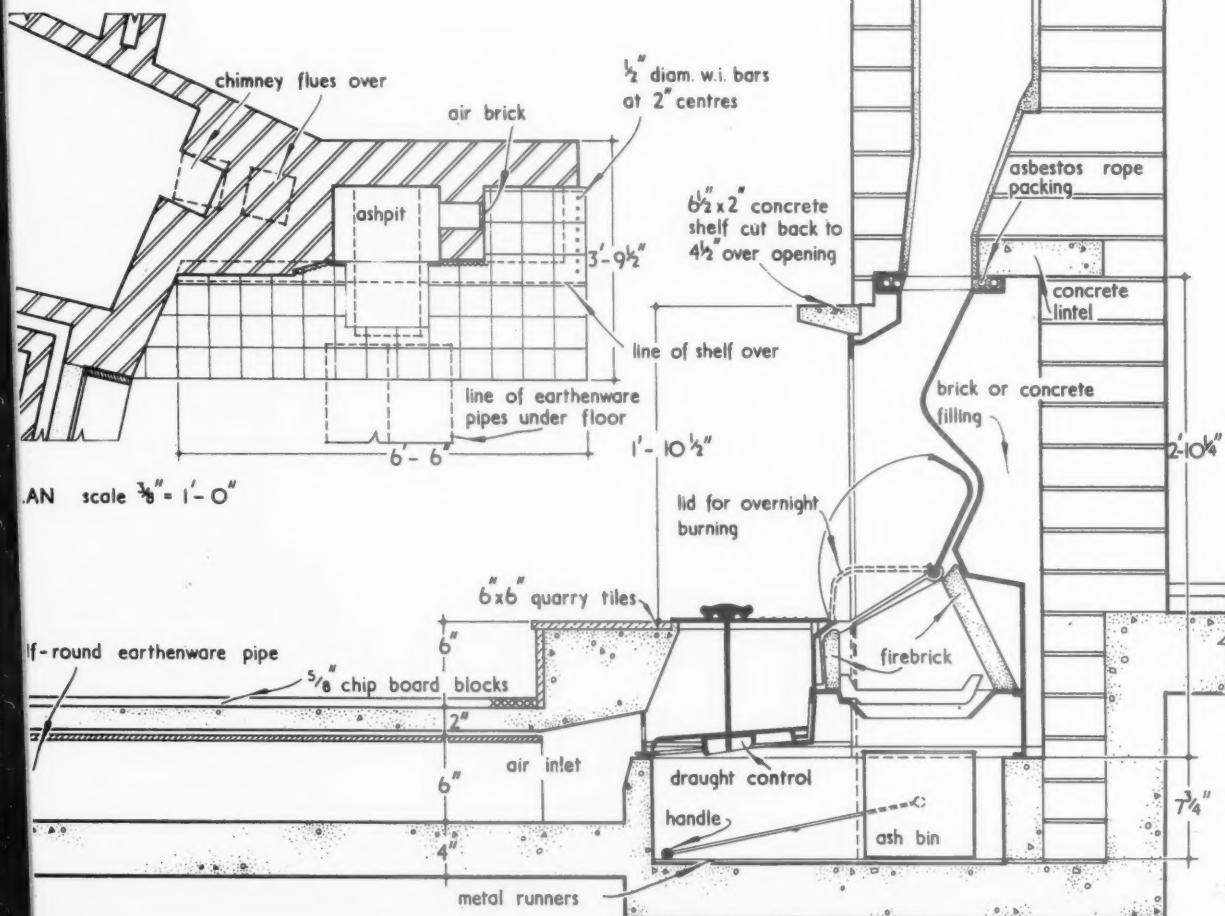 chimney flues over
air brick
½" diam. w.i. bars
at 2" centres
ashpit
3'-9½"
line of shelf over
line of earthenware
pipes under floor
6'- 6"
.AN scale ⅜" = 1'- 0"
6½" x 2" concrete
shelf cut back to
4½" over opening
asbestos rope
packing
concrete
lintel
brick or concrete
filling
1'- 10½"
2'-10¼"
lid for overnight
burning
6" x 6" quarry tiles
6"
lf-round earthenware pipe
⅝" chip board blocks
firebrick
2"
air inlet
6"
draught control
handle
ash bin
7¾"
4"
metal runners